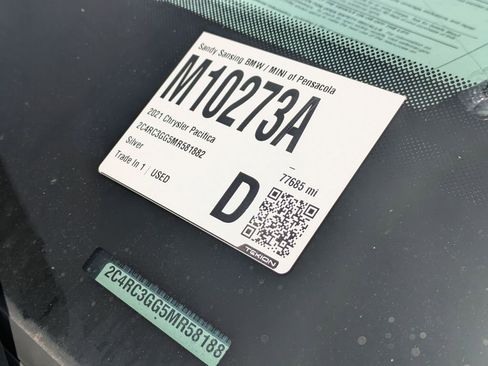 Sandy Sansing BMW / MINI of Pensacola
M10273A
2021 Chrysler Pacifica
2C4RC3GG5MR581882
Silver
Trade In 1 | USED
77685 mi
D
TEKION
2C4RC3GG5MR58188